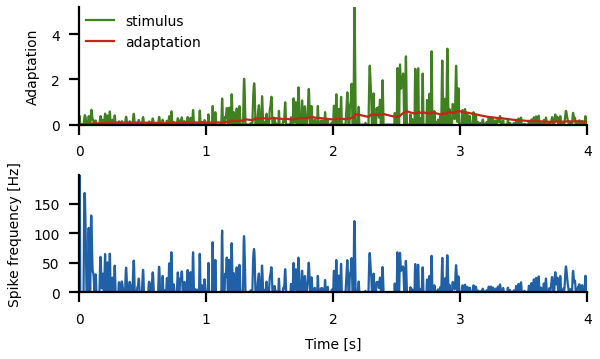 Adaptation
4
2
0
stimulus
adaptation
0 1 2 3 4
Spike frequency [Hz]
150
100
50
0
0 1 2 3 4
Time [s]